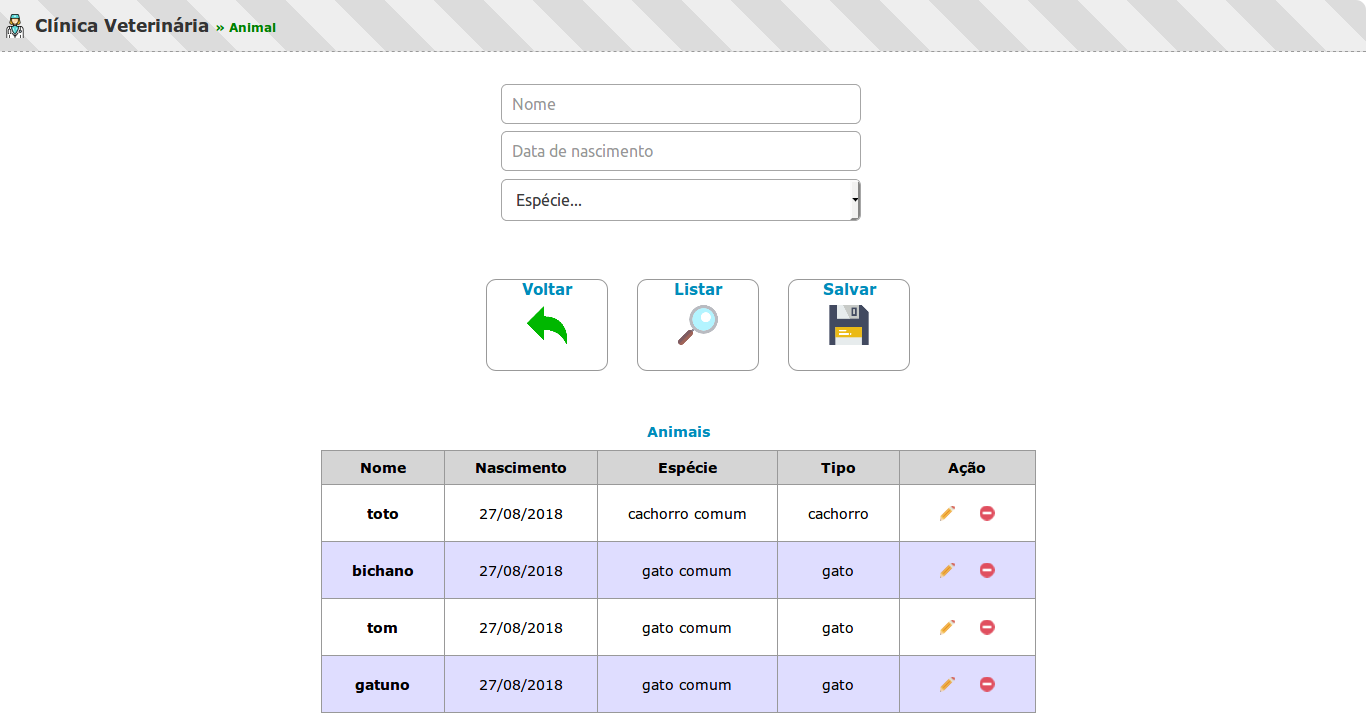 Clínica Veterinária » Animal
Nome
Data de nascimento
Espécie...
Voltar Listar Salvar
Animais
Nome Nascimento Espécie Tipo Ação
toto 27/08/2018 cachorro comum cachorro
bichano 27/08/2018 gato comum gato
tom 27/08/2018 gato comum gato
gatuno 27/08/2018 gato comum gato